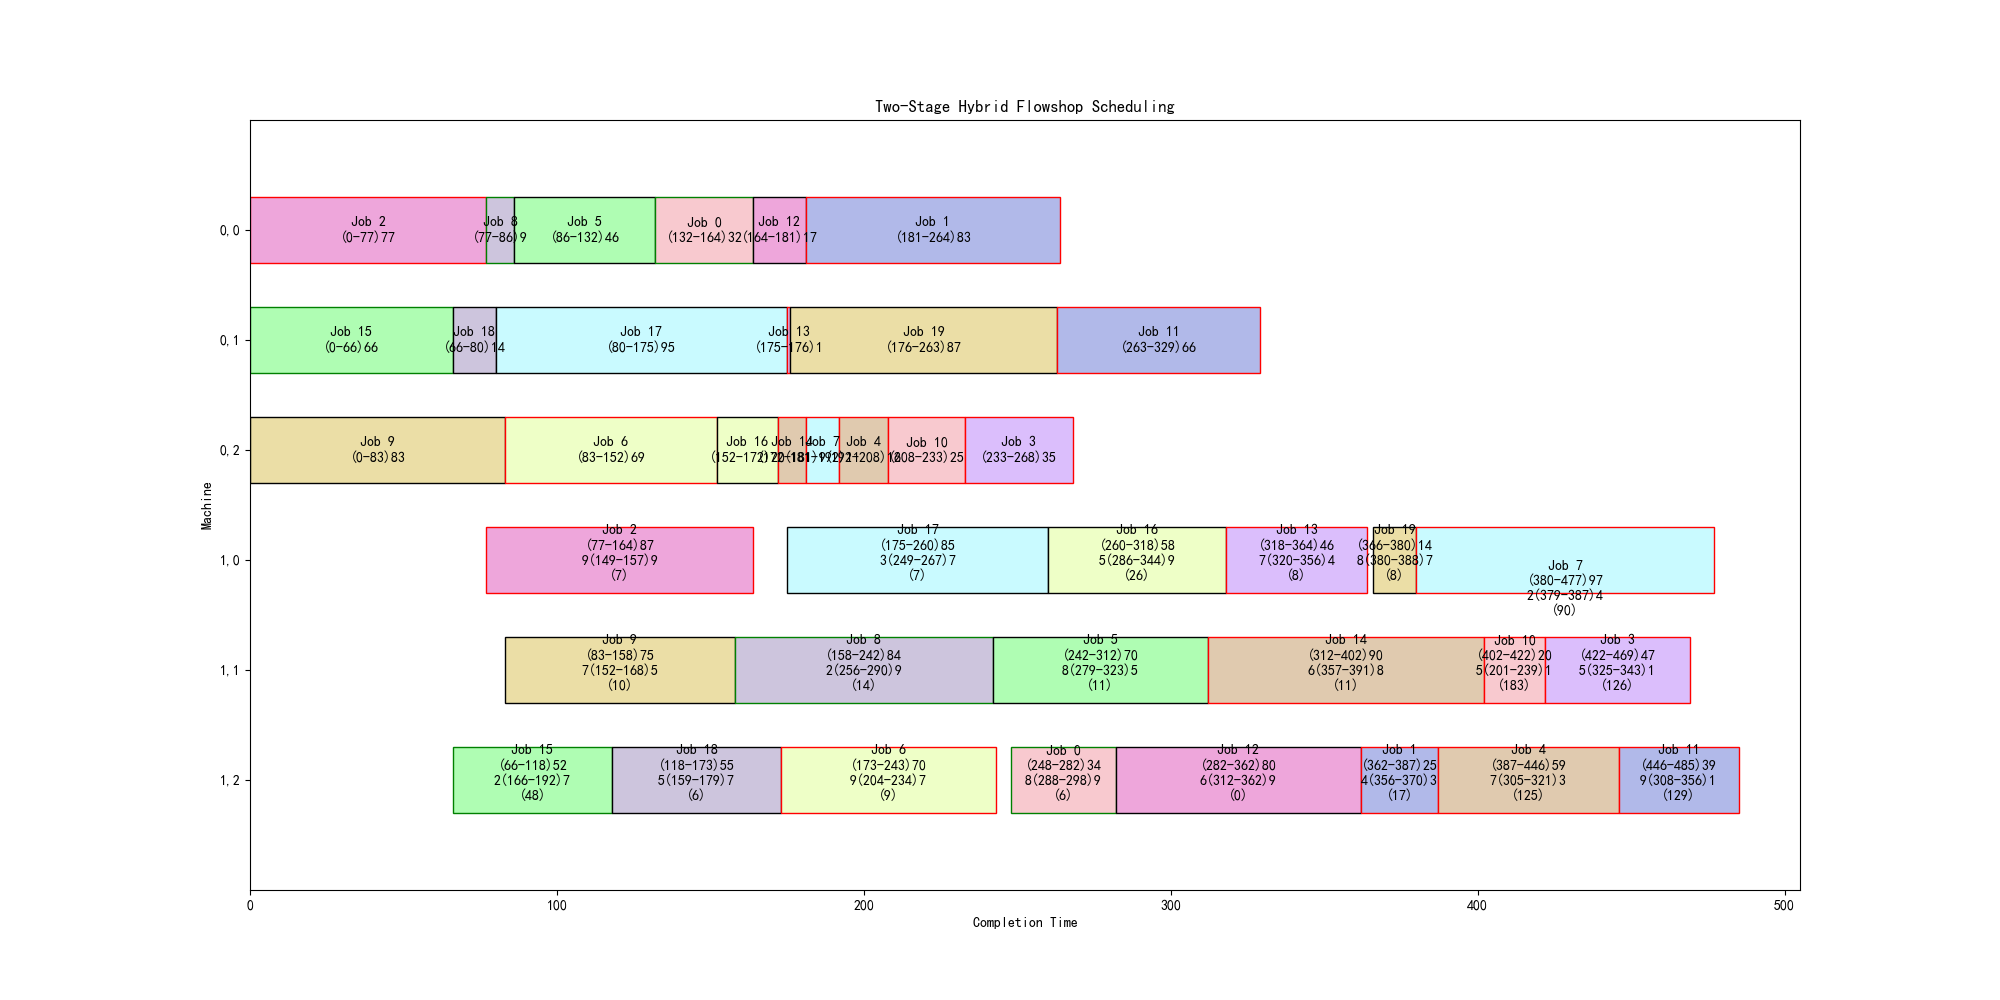 Two-Stage Hybrid Flowshop Scheduling
0,0
Job 2
(0-77)77
Job 8
(77-86)9
Job 5
(86-132)46
Job 0
(132-164)32
Job 12
(164-181)17
Job 1
(181-264)83
0,1
Job 15
(0-66)66
Job 18
(66-80)14
Job 17
(80-175)95
Job 13
(175-176)1
Job 19
(176-263)87
Job 11
(263-329)66
0,2
Job 9
(0-83)83
Job 6
(83-152)69
Job 16
(152-172)20
Job 14
(172-181)9
Job 7
(181-192)11
Job 4
(192-208)16
Job 10
(208-233)25
Job 3
(233-268)35
Machine
1,0
Job 2
(77-164)87
9(149-157)9
(7)
Job 17
(175-260)85
3(249-267)7
(7)
Job 16
(260-318)58
5(286-344)9
(26)
Job 13
(318-364)46
7(320-356)4
(8)
Job 19
(366-380)14
8(380-388)7
(8)
Job 7
(380-477)97
2(379-387)4
(90)
1,1
Job 9
(83-158)75
7(152-168)5
(10)
Job 8
(158-242)84
2(256-290)9
(14)
Job 5
(242-312)70
8(279-323)5
(11)
Job 14
(312-402)90
6(357-391)8
(11)
Job 10
(402-422)20
5(201-239)1
(183)
Job 3
(422-469)47
5(325-343)1
(126)
1,2
Job 15
(66-118)52
2(166-192)7
(48)
Job 18
(118-173)55
5(159-179)7
(6)
Job 6
(173-243)70
9(204-234)7
(9)
Job 0
(248-282)34
8(288-298)9
(6)
Job 12
(282-362)80
6(312-362)9
(0)
Job 1
(362-387)25
4(356-370)3
(17)
Job 4
(387-446)59
7(305-321)3
(125)
Job 11
(446-485)39
9(308-356)1
(129)
0
100
200
300
400
500
Completion Time